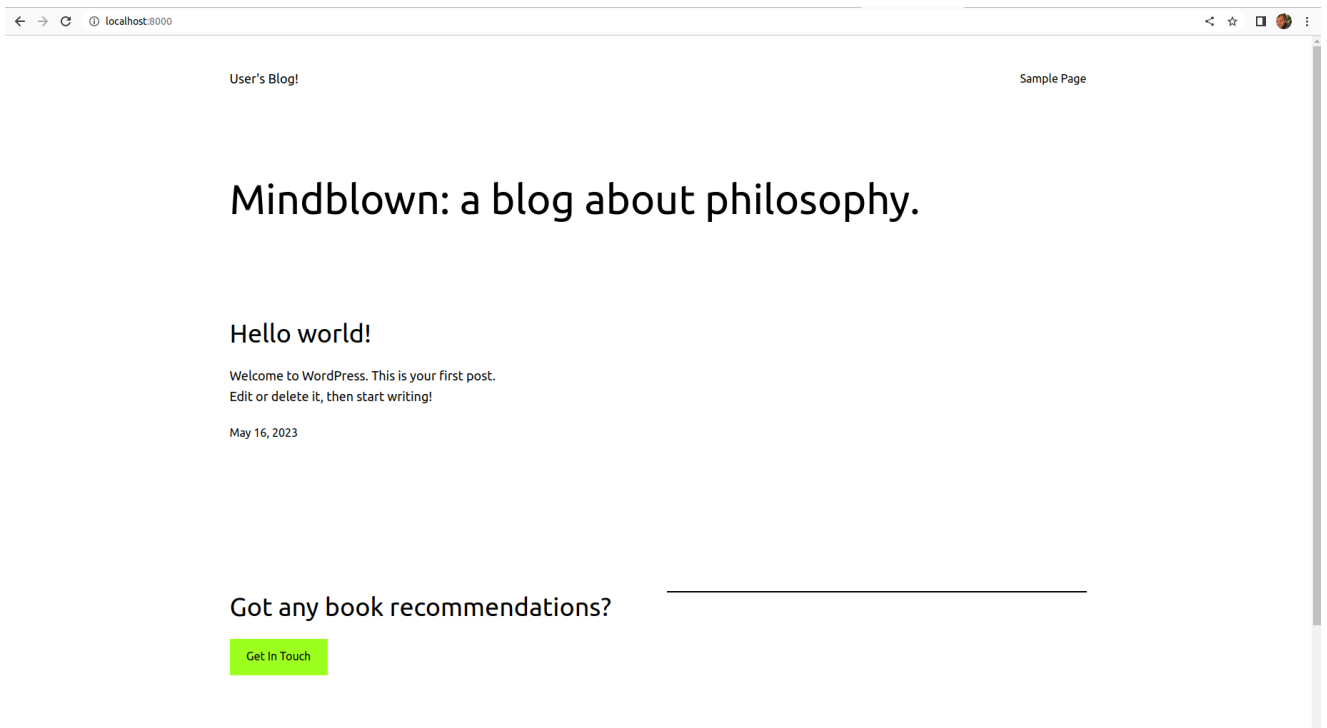 localhost:8000
User's Blog!
Sample Page
Mindblown: a blog about philosophy.
Hello world!
Welcome to WordPress. This is your first post.
Edit or delete it, then start writing!
May 16, 2023
Got any book recommendations?
Get In Touch